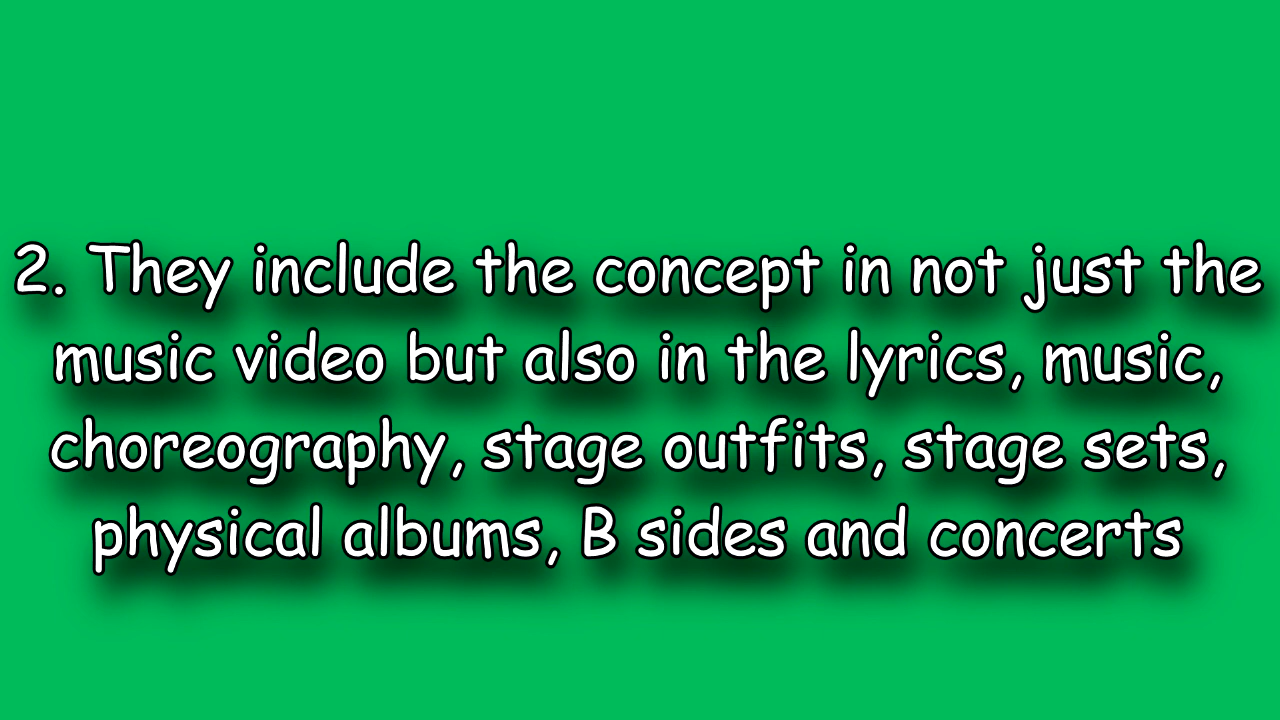 2. They include the concept in not just the
music video but also in the lyrics, music,
choreography, stage outfits, stage sets,
physical albums, B sides and concerts